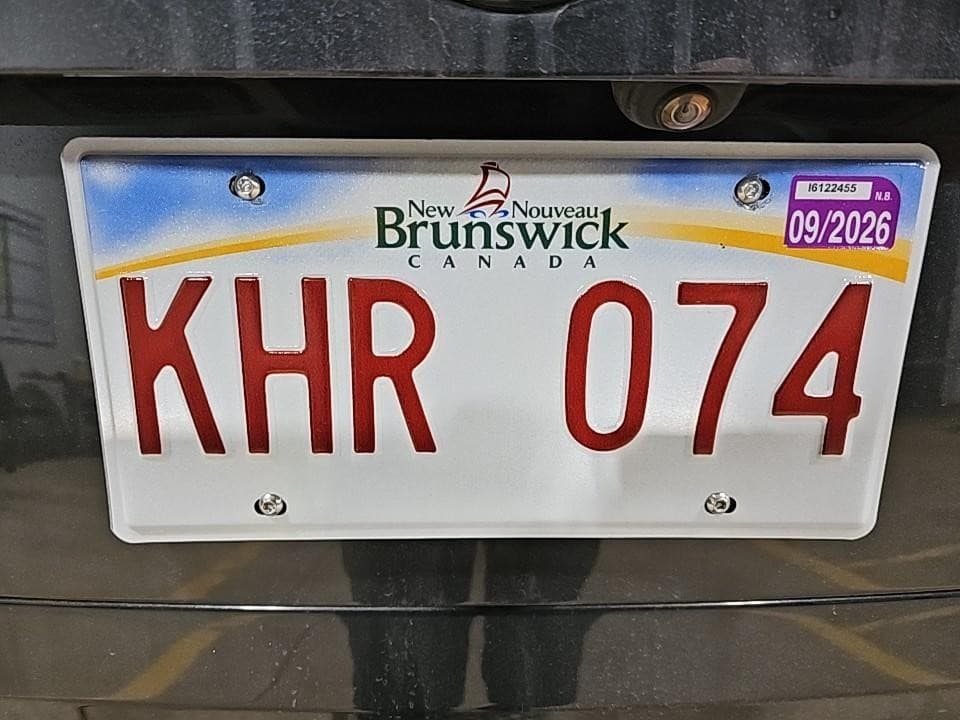 New Nouveau
Brunswick
CANADA
I6122455
N.B.
09/2026
KHR 074